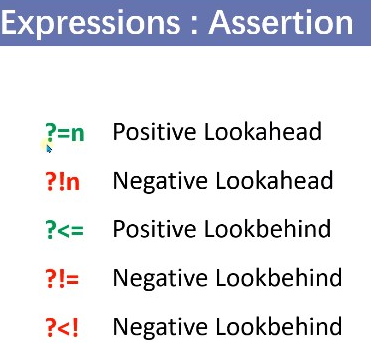 Expressions : Assertion
?=n Positive Lookahead
?!n Negative Lookahead
?<= Positive Lookbehind
?!= Negative Lookbehind
?<! Negative Lookbehind